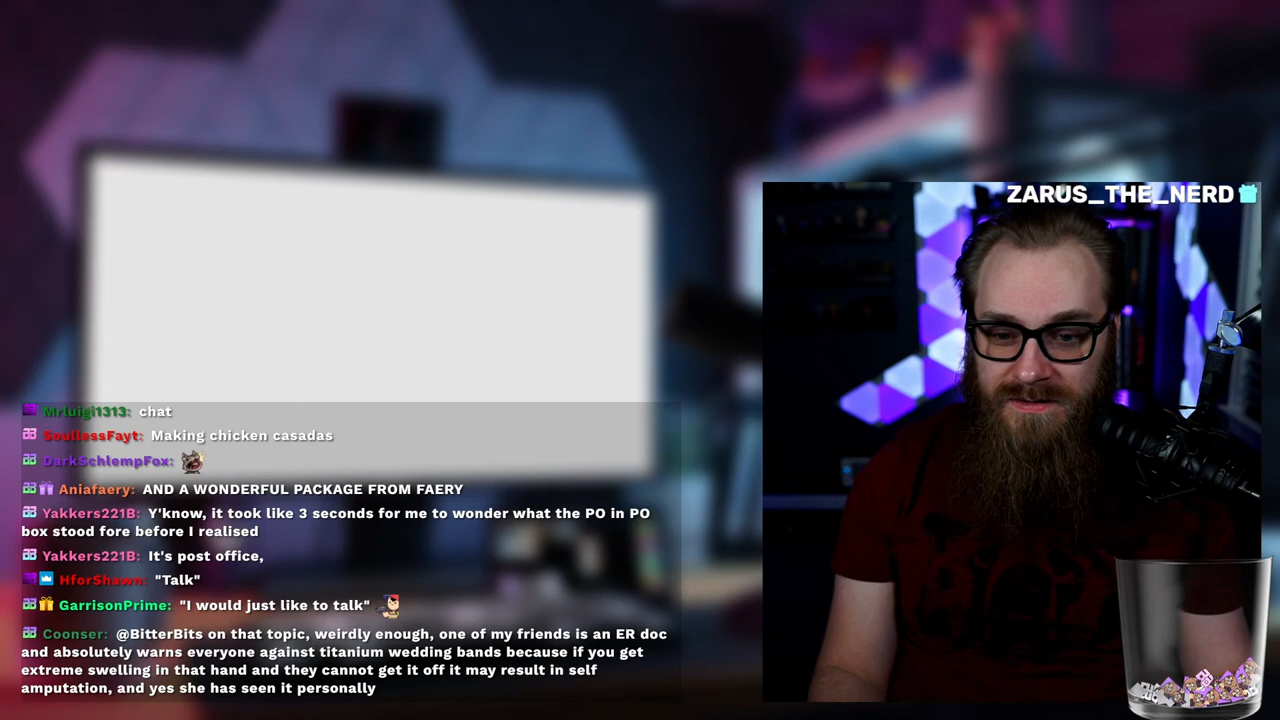 ZARUS_THE_NERD
Mrluigi1313: chat
SoullessFayt: Making chicken casadas
DarkSchlempFox:
Aniafaery: AND A WONDERFUL PACKAGE FROM FAERY
Yakkers221B: Y'know, it took like 3 seconds for me to wonder what the PO in PO
box stood fore before I realised
Yakkers221B: It's post office,
HforShawn: "Talk"
GarrisonPrime: "I would just like to talk"
Coonser: @BitterBits on that topic, weirdly enough, one of my friends is an ER doc
and absolutely warns everyone against titanium wedding bands because if you get
extreme swelling in that hand and they cannot get it off it may result in self
amputation, and yes she has seen it personally